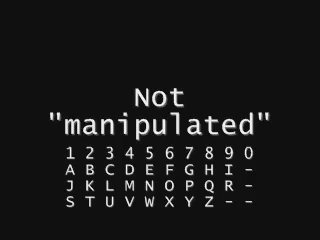 Not
"manipulated"
1 2 3 4 5 6 7 8 9 0
A B C D E F G H I -
J K L M N O P Q R -
S T U V W X Y Z - -